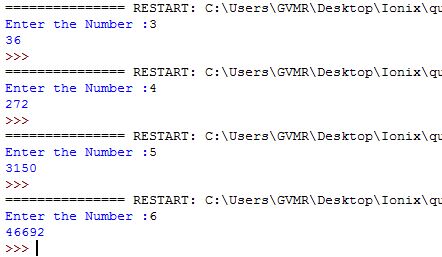 =============== RESTART: C:\Users\GVMR\Desktop\Ionix\qu
Enter the Number :3
36
>>>
=============== RESTART: C:\Users\GVMR\Desktop\Ionix\qu
Enter the Number :4
272
>>>
=============== RESTART: C:\Users\GVMR\Desktop\Ionix\qu
Enter the Number :5
3150
>>>
=============== RESTART: C:\Users\GVMR\Desktop\Ionix\qu
Enter the Number :6
46692
>>>